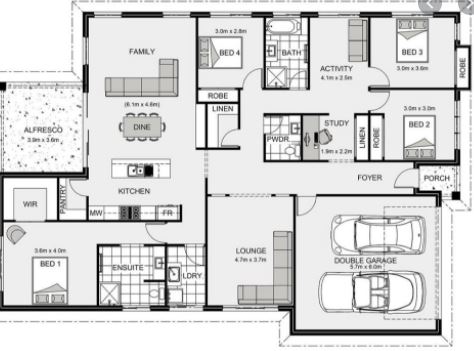 FAMILY
(6.1m x 4.6m)
DINE
KITCHEN
ALFRESCO
3.9m x 3.6m
3.0m x 2.8m
BED 4
ROBE
LINEN
BATH
ACTIVITY
4.1m x 2.5m
BED 3
3.0m x 3.6m
ROBE
3.0m x 3.0m
BED 2
ROBE
LINEN
STUDY
1.9m x 2.2m
PWDR
FOYER
PORCH
WIR
PANTRY
MW
FR
3.6m x 4.0m
BED 1
ENSUITE
LDRY
LOUNGE
4.7m x 3.7m
DOUBLE GARAGE
5.7m x 6.0m